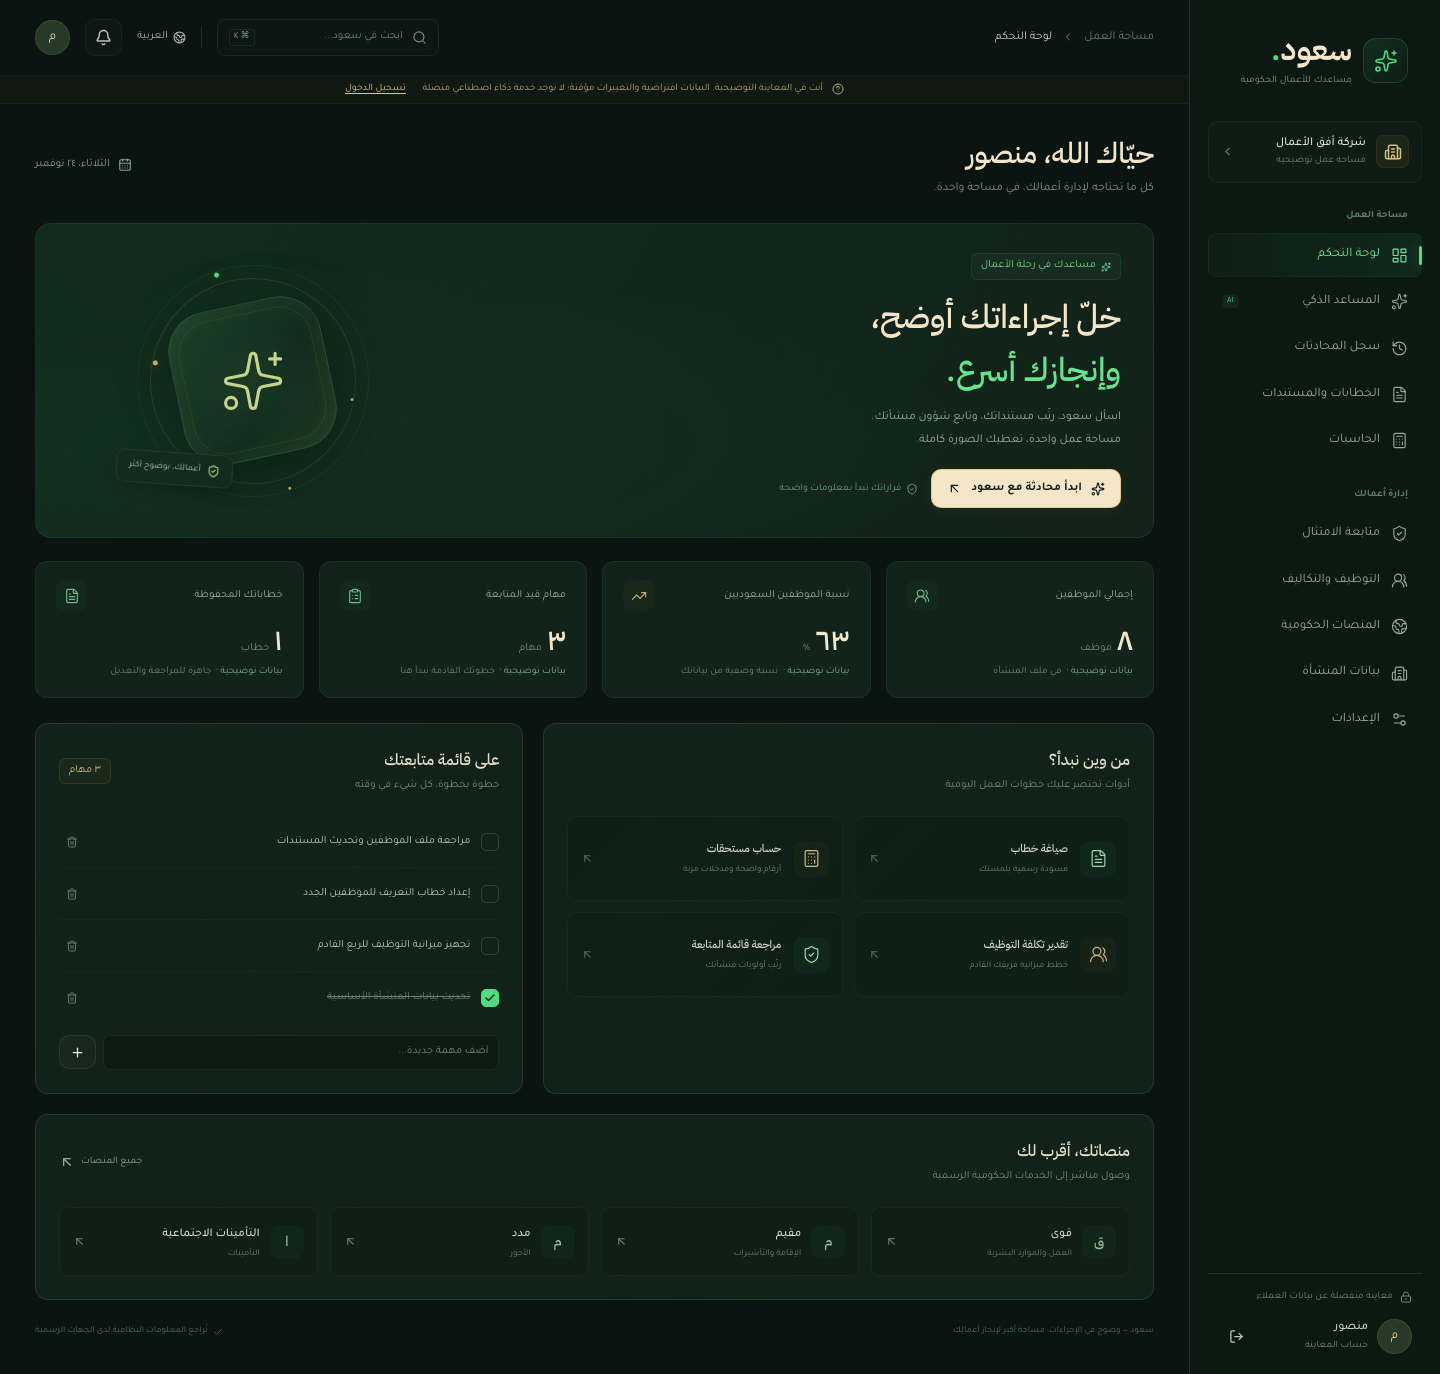 سعود.
مساعدك للأعمال الحكومية
شركة أفق الأعمال
مساحة عمل توضيحية
مساحة العمل
لوحة التحكم
المساعد الذكي
AI
سجل المحادثات
الخطابات والمستندات
الحاسبات
إدارة أعمالك
متابعة الامتثال
التوظيف والتكاليف
المنصات الحكومية
بيانات المنشأة
الإعدادات
معاينة منفصلة عن بيانات العملاء
م
منصور
حساب المعاينة
مساحة العمل
لوحة التحكم
ابحث في سعود...
⌘ K
العربية
م
أنت في المعاينة التوضيحية. البيانات افتراضية والتغييرات مؤقتة؛ لا توجد خدمة ذكاء اصطناعي متصلة.
تسجيل الدخول
حيّاك الله، منصور
كل ما تحتاجه لإدارة أعمالك، في مساحة واحدة.
الثلاثاء، ٢٤ نوفمبر
مساعدك في رحلة الأعمال
خلّ إجراءاتك أوضح،
وإنجازك أسرع.
اسأل سعود، رتّب مستنداتك، وتابع شؤون منشأتك.
مساحة عمل واحدة، تعطيك الصورة كاملة.
ابدأ محادثة مع سعود
قراراتك تبدأ بمعلومات واضحة
أعمالك، بوضوح أكثر
إجمالي الموظفين
٨ موظف
بيانات توضيحية · في ملف المنشأة
نسبة الموظفين السعوديين
٦٣ %
بيانات توضيحية · نسبة وصفية من بياناتك
مهام قيد المتابعة
٣ مهام
بيانات توضيحية · خطوتك القادمة تبدأ هنا
خطاباتك المحفوظة
١ خطاب
بيانات توضيحية · جاهزة للمراجعة والتعديل
من وين نبدأ؟
أدوات تختصر عليك خطوات العمل اليومية
صياغة خطاب
مسودة رسمية بلمستك
حساب مستحقات
أرقام واضحة ومدخلات مرنة
تقدير تكلفة التوظيف
خطط ميزانية فريقك القادم
مراجعة قائمة المتابعة
رتّب أولويات منشأتك
على قائمة متابعتك
خطوة بخطوة، كل شيء في وقته
٣ مهام
مراجعة ملف الموظفين وتحديث المستندات
إعداد خطاب التعريف للموظفين الجدد
تجهيز ميزانية التوظيف للربع القادم
تحديث بيانات المنشأة الأساسية
أضف مهمة جديدة...
منصاتك، أقرب لك
وصول مباشر إلى الخدمات الحكومية الرسمية
جميع المنصات
ق
قوى
العمل والموارد البشرية
م
مقيم
الإقامة والتأشيرات
م
مدد
الأجور
ا
التأمينات الاجتماعية
التأمينات
سعود — وضوح في الإجراءات، مساحة أكبر لإنجاز أعمالك
تُراجع المعلومات النظامية لدى الجهات الرسمية